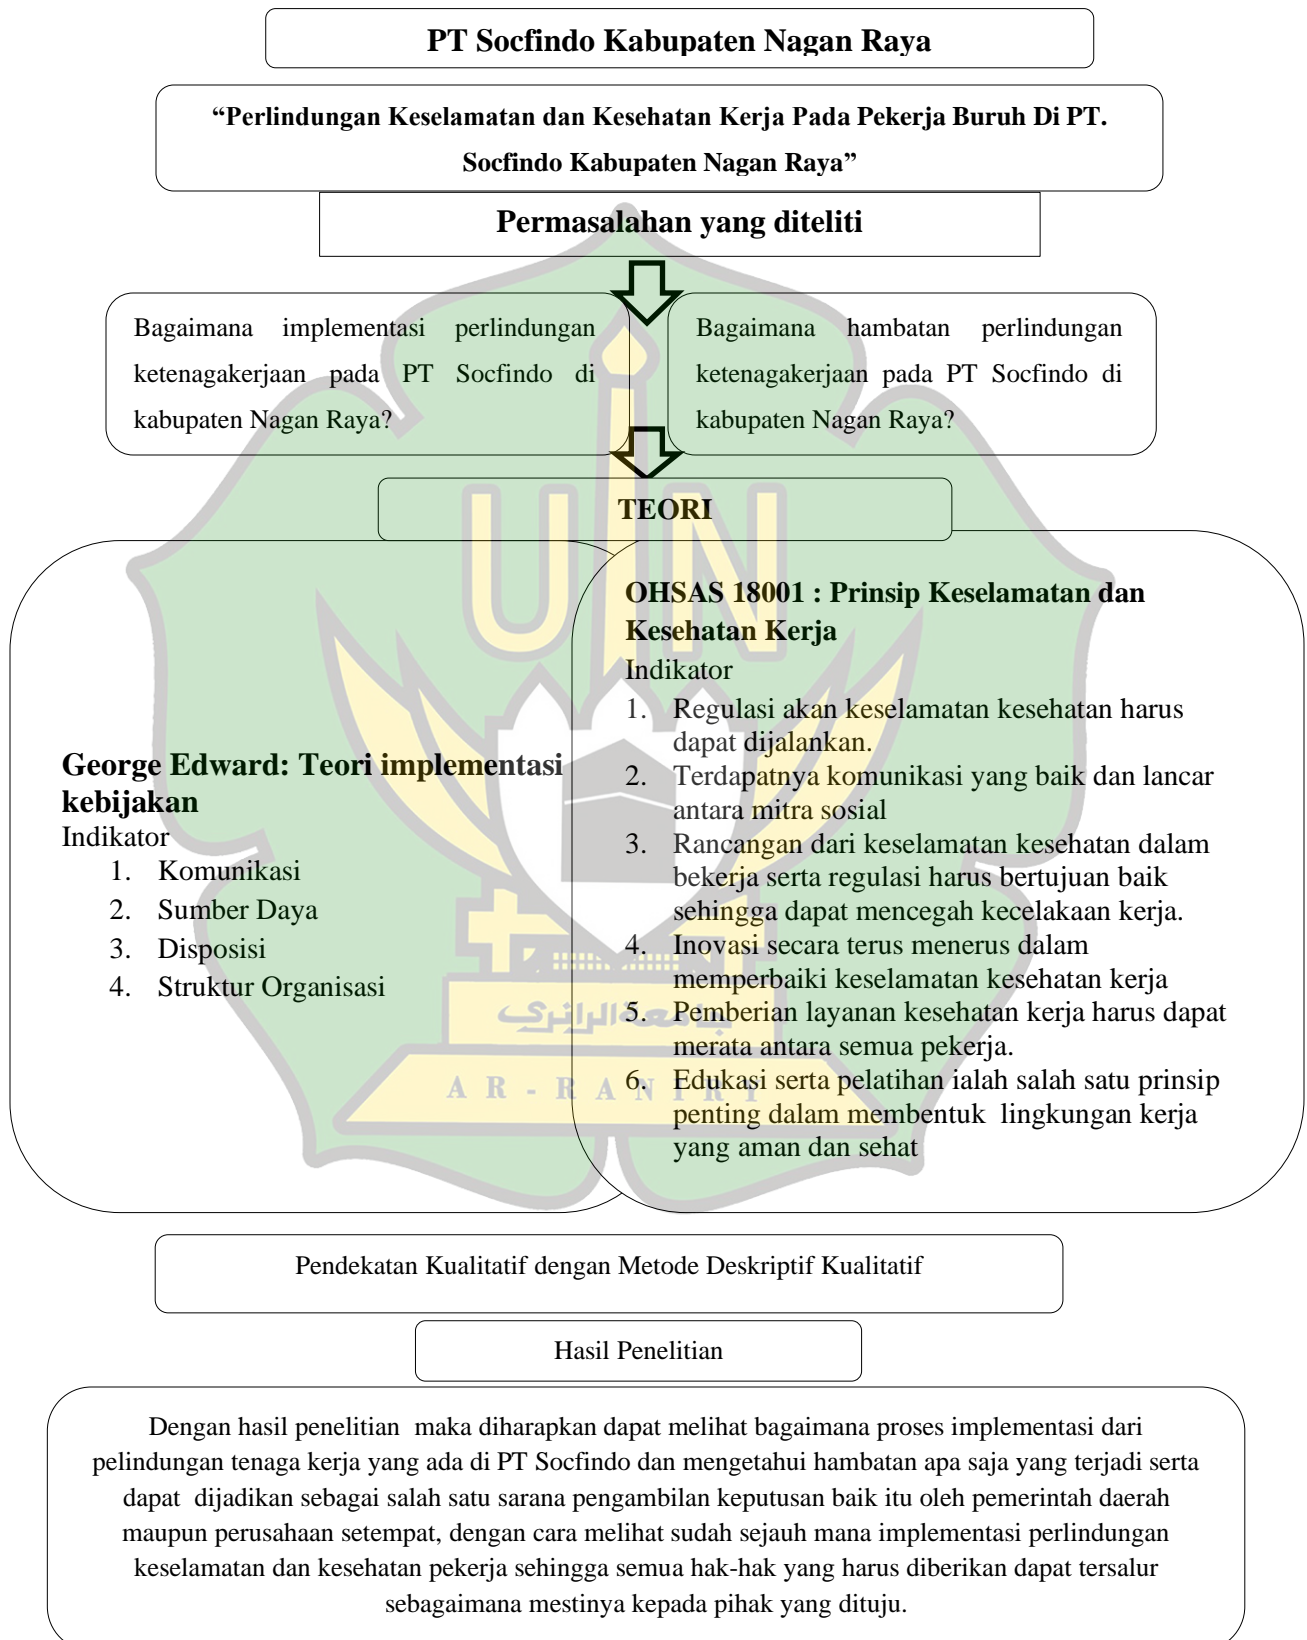 PT Socfindo Kabupaten Nagan Raya
“Perlindungan Keselamatan dan Kesehatan Kerja Pada Pekerja Buruh Di PT.
Socfindo Kabupaten Nagan Raya”
Permasalahan yang diteliti
Bagaimana implementasi perlindungan
ketenagakerjaan pada PT Socfindo di
kabupaten Nagan Raya?
Bagaimana hambatan perlindungan
ketenagakerjaan pada PT Socfindo di
kabupaten Nagan Raya?
TEORI
George Edward: Teori implementasi
kebijakan
Indikator
1. Komunikasi
2. Sumber Daya
3. Disposisi
4. Struktur Organisasi
OHSAS 18001 : Prinsip Keselamatan dan
Kesehatan Kerja
Indikator
1. Regulasi akan keselamatan kesehatan harus
dapat dijalankan.
2. Terdapatnya komunikasi yang baik dan lancar
antara mitra sosial
3. Rancangan dari keselamatan kesehatan dalam
bekerja serta regulasi harus bertujuan baik
sehingga dapat mencegah kecelakaan kerja.
4. Inovasi secara terus menerus dalam
memperbaiki keselamatan kesehatan kerja
5. Pemberian layanan kesehatan kerja harus dapat
merata antara semua pekerja.
6. Edukasi serta pelatihan ialah salah satu prinsip
penting dalam membentuk lingkungan kerja
yang aman dan sehat
UIN
جامعة الرانري
AR-RANIRY
Pendekatan Kualitatif dengan Metode Deskriptif Kualitatif
Hasil Penelitian
Dengan hasil penelitian maka diharapkan dapat melihat bagaimana proses implementasi dari
pelindungan tenaga kerja yang ada di PT Socfindo dan mengetahui hambatan apa saja yang terjadi serta
dapat dijadikan sebagai salah satu sarana pengambilan keputusan baik itu oleh pemerintah daerah
maupun perusahaan setempat, dengan cara melihat sudah sejauh mana implementasi perlindungan
keselamatan dan kesehatan pekerja sehingga semua hak-hak yang harus diberikan dapat tersalur
sebagaimana mestinya kepada pihak yang dituju.